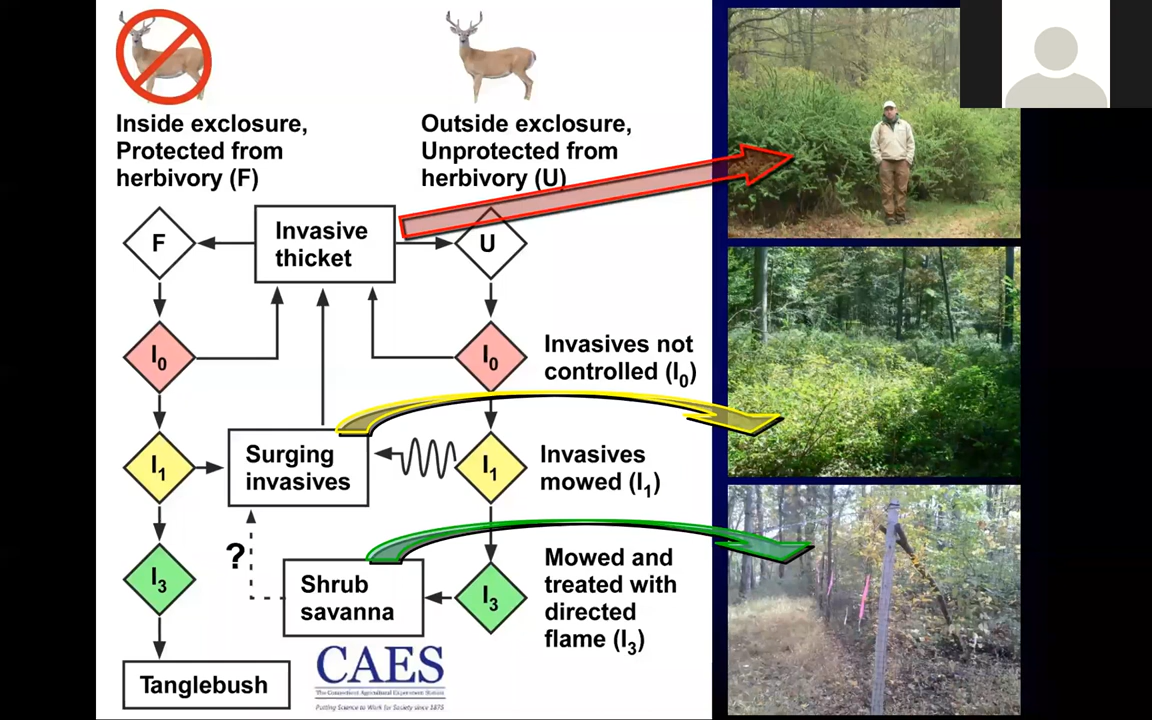 Inside exclosure,
Protected from
herbivory (F)
Outside exclosure,
Unprotected from
herbivory (U)
F
Invasive
thicket
U
I0
I0
Invasives not
controlled (I0)
I1
Surging
invasives
I1
Invasives
mowed (I1)
?
I3
Shrub
savanna
I3
Mowed and
treated with
directed
flame (I3)
Tanglebush
CAES
The Connecticut Agricultural Experiment Station
Putting Science to Work for Society since 1875